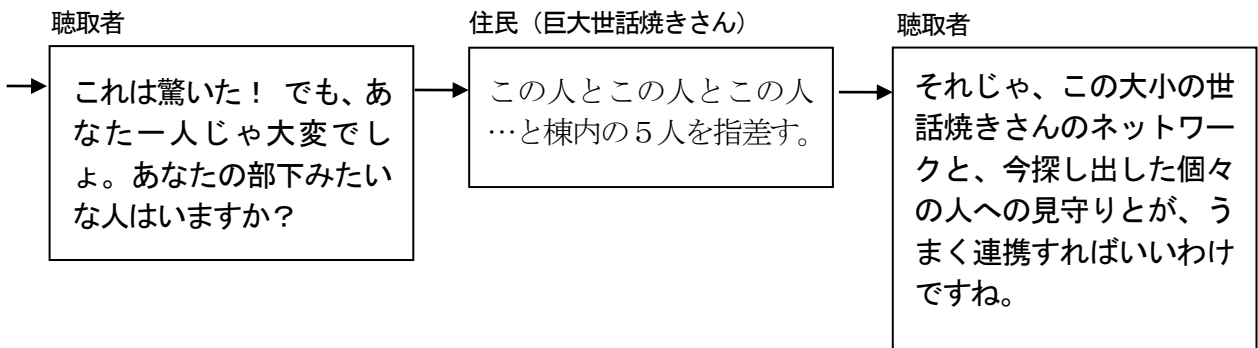 聴取者
これは驚いた！ でも、あ
なた一人じゃ大変でし
ょ。あなたの部下みたい
な人はいますか？
住民（巨大世話焼きさん）
この人とこの人とこの人
…と棟内の５人を指差す。
聴取者
それじゃ、この大小の世
話焼きさんのネットワー
クと、今探し出した個々
の人への見守りとが、う
まく連携すればいいわけ
ですね。